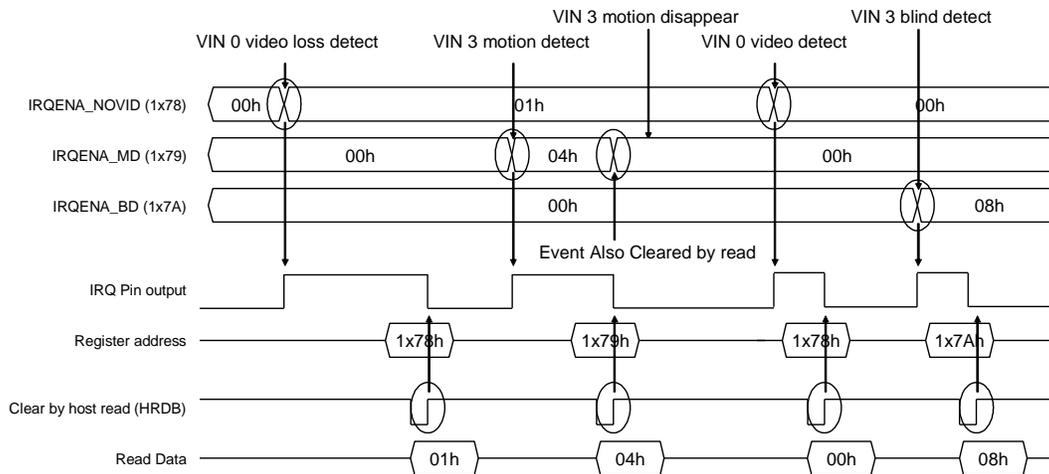 VIN 3 motion disappear
VIN 3 blind detect
VIN 0 video loss detect
VIN 3 motion detect
VIN 0 video detect
IRQENA_NOVID (1x78)
00h
01h
00h
IRQENA_MD (1x79)
00h
04h
00h
IRQENA_BD (1x7A)
00h
08h
Event Also Cleared by read
IRQ Pin output
Register address
1x78h
1x79h
1x78h
1x7Ah
Clear by host read (HRDB)
Read Data
01h
04h
00h
08h